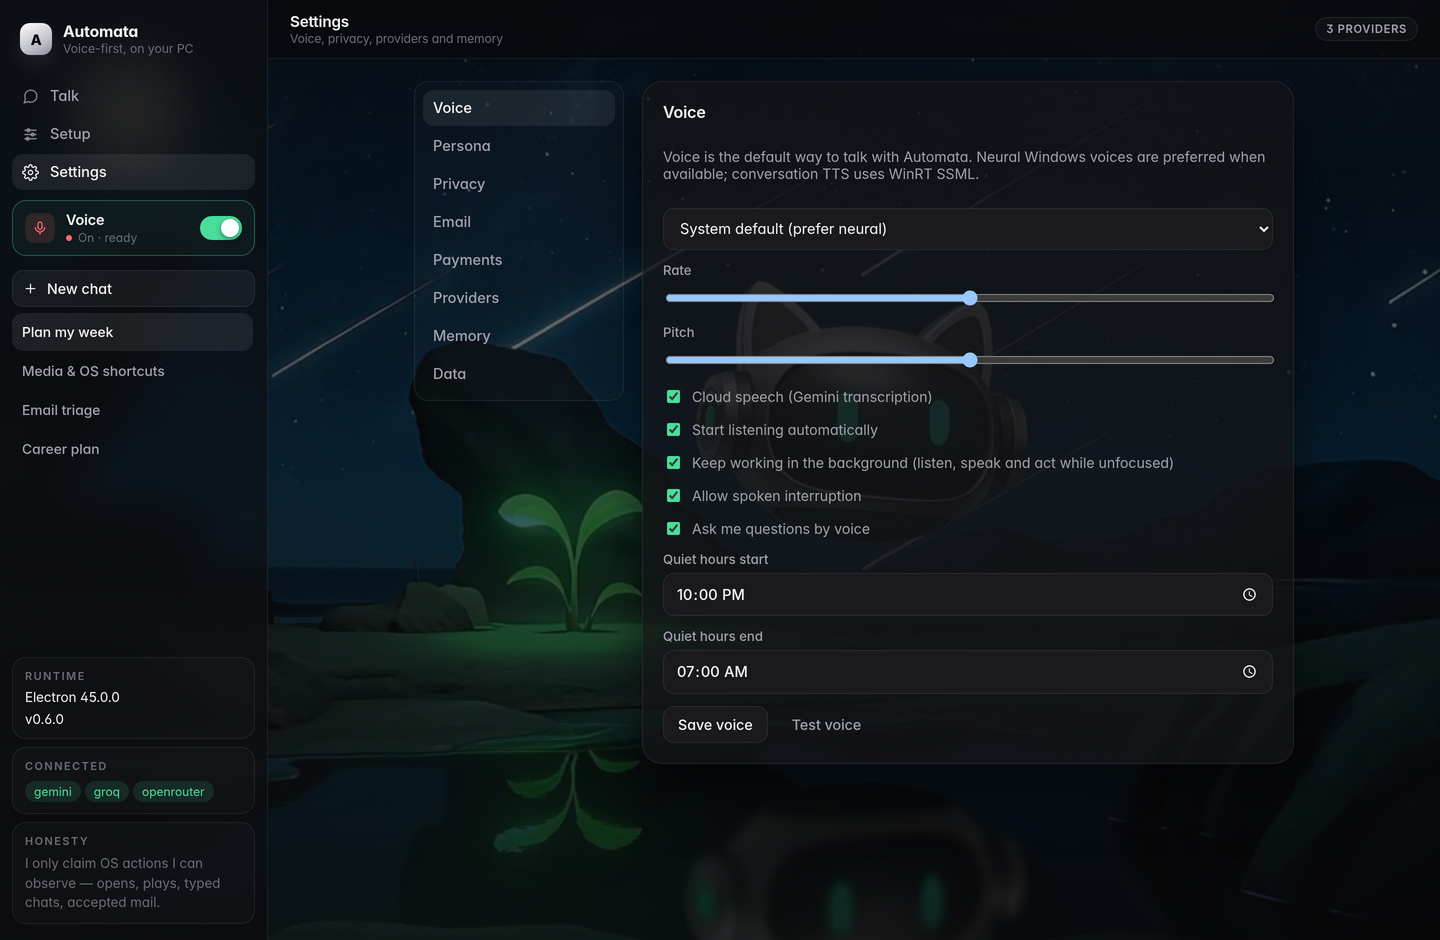 A
Automata
Voice-first, on your PC
Talk
Setup
Settings
Voice
On · ready
New chat
Plan my week
Media & OS shortcuts
Email triage
Career plan
RUNTIME
Electron 45.0.0
v0.6.0
CONNECTED
gemini groq openrouter
HONESTY
I only claim OS actions I can
observe — opens, plays, typed
chats, accepted mail.
Settings
Voice, privacy, providers and memory
3 PROVIDERS
Voice
Persona
Privacy
Email
Payments
Providers
Memory
Data
Voice
Voice is the default way to talk with Automata. Neural Windows voices are preferred when
available; conversation TTS uses WinRT SSML.
System default (prefer neural)
Rate
Pitch
Cloud speech (Gemini transcription)
Start listening automatically
Keep working in the background (listen, speak and act while unfocused)
Allow spoken interruption
Ask me questions by voice
Quiet hours start
10:00 PM
Quiet hours end
07:00 AM
Save voice Test voice